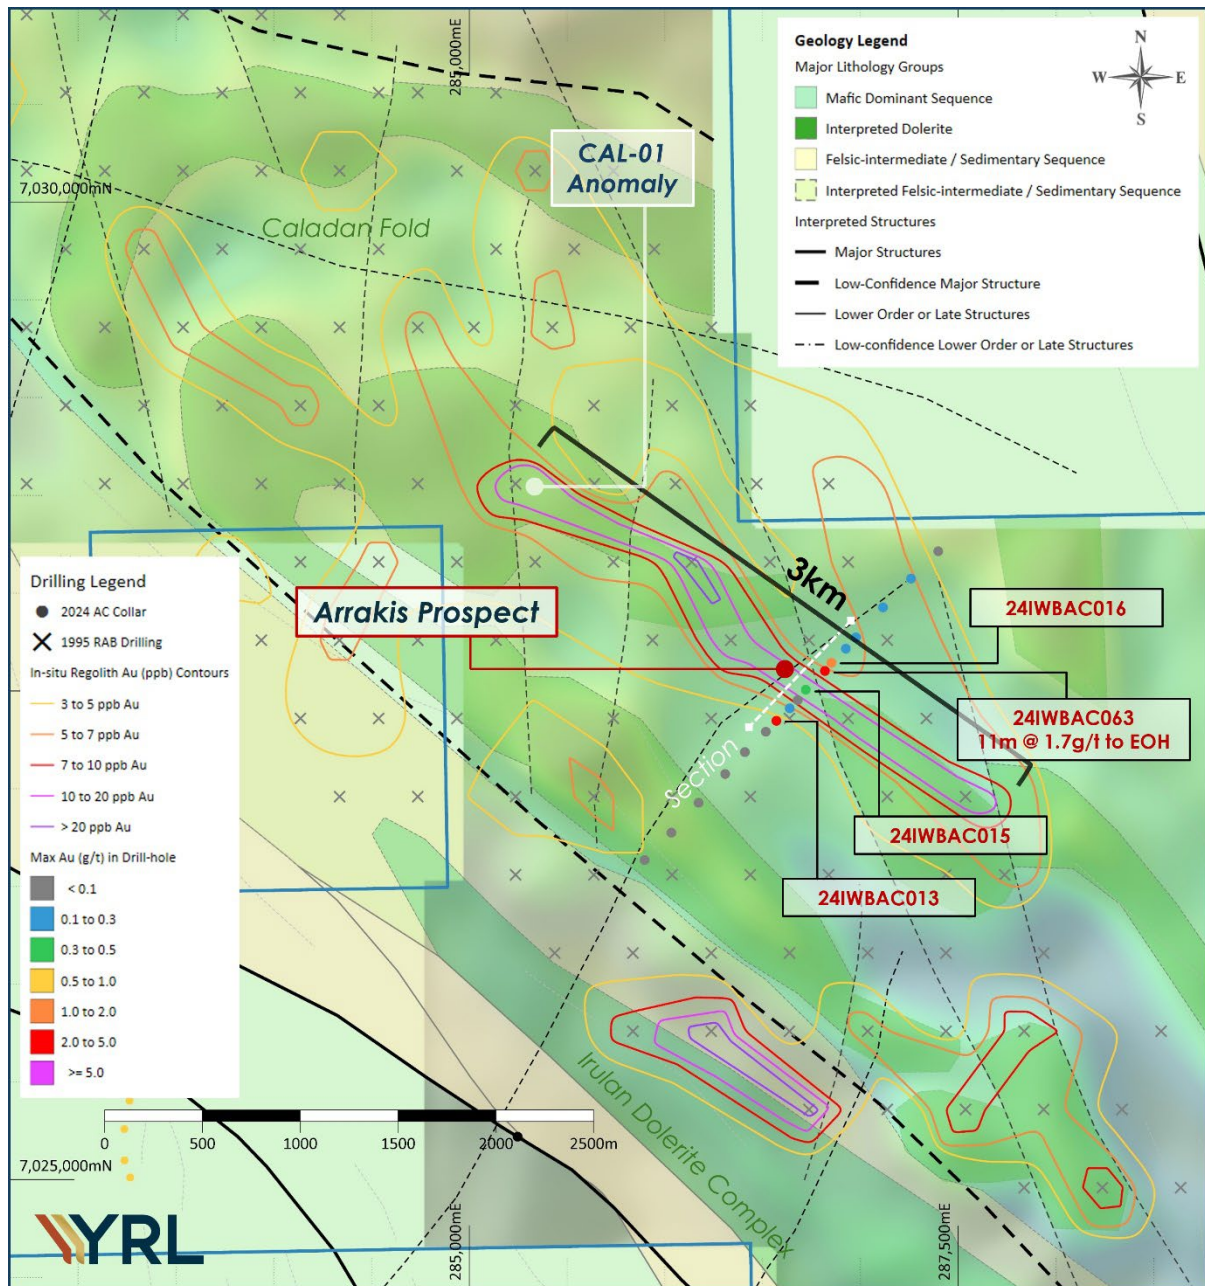 285,000mE
Geology Legend
Major Lithology Groups
Mafic Dominant Sequence
Interpreted Dolerite
Felsic-intermediate / Sedimentary Sequence
Interpreted Felsic-intermediate / Sedimentary Sequence
Interpreted Structures
Major Structures
Low-Confidence Major Structure
Lower Order or Late Structures
Low-confidence Lower Order or Late Structures
N
W
E
S
CAL-01
Anomaly
7,030,000mN
Caladan Fold
3km
Drilling Legend
2024 AC Collar
1995 RAB Drilling
In-situ Regolith Au (ppb) Contours
3 to 5 ppb Au
5 to 7 ppb Au
7 to 10 ppb Au
10 to 20 ppb Au
> 20 ppb Au
Max Au (g/t) in Drill-hole
< 0.1
0.1 to 0.3
0.3 to 0.5
0.5 to 1.0
1.0 to 2.0
2.0 to 5.0
>= 5.0
Arrakis Prospect
24IWBAC016
24IWBAC063
11m @ 1.7g/t to EOH
Section
24IWBAC015
24IWBAC013
Irulan Dolerite Complex
0
500
1000
1500
2000
2500m
7,025,000mN
YRL
285,000mE
287,500mE